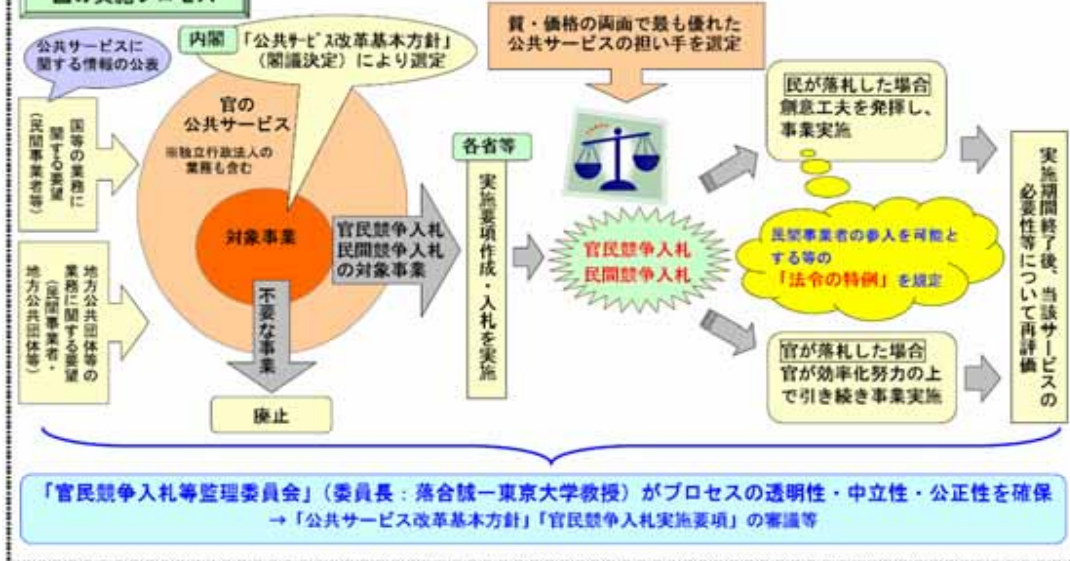 国の実施プロセス
公共サービスに
関する情報の公表
内閣
「公共サービス改革基本方針」
（閣議決定）により選定
質・価格の両面で最も優れた
公共サービスの担い手を選定
国等の業務に
関する要望
（民間事業者等）
地方公共団体等の
業務に関する要望
（民間事業者・
地方公共団体等）
官の
公共サービス
※独立行政法人の
業務も含む
対象事業
不要な事業
廃止
官民競争入札
民間競争入札
の対象事業
各省等
実施要項作成・入札を実施
官民競争入札
民間競争入札
民が落札した場合
創意工夫を発揮し、
事業実施
民間事業者の参入を可能と
する等の
「法令の特例」を規定
官が落札した場合
官が効率化努力の上
で引き続き事業実施
実施期間終了後、当該サービスの
必要性等について再評価
「官民競争入札等監理委員会」（委員長：落合誠一東京大学教授）がプロセスの透明性・中立性・公正性を確保
→「公共サービス改革基本方針」「官民競争入札実施要項」の審議等